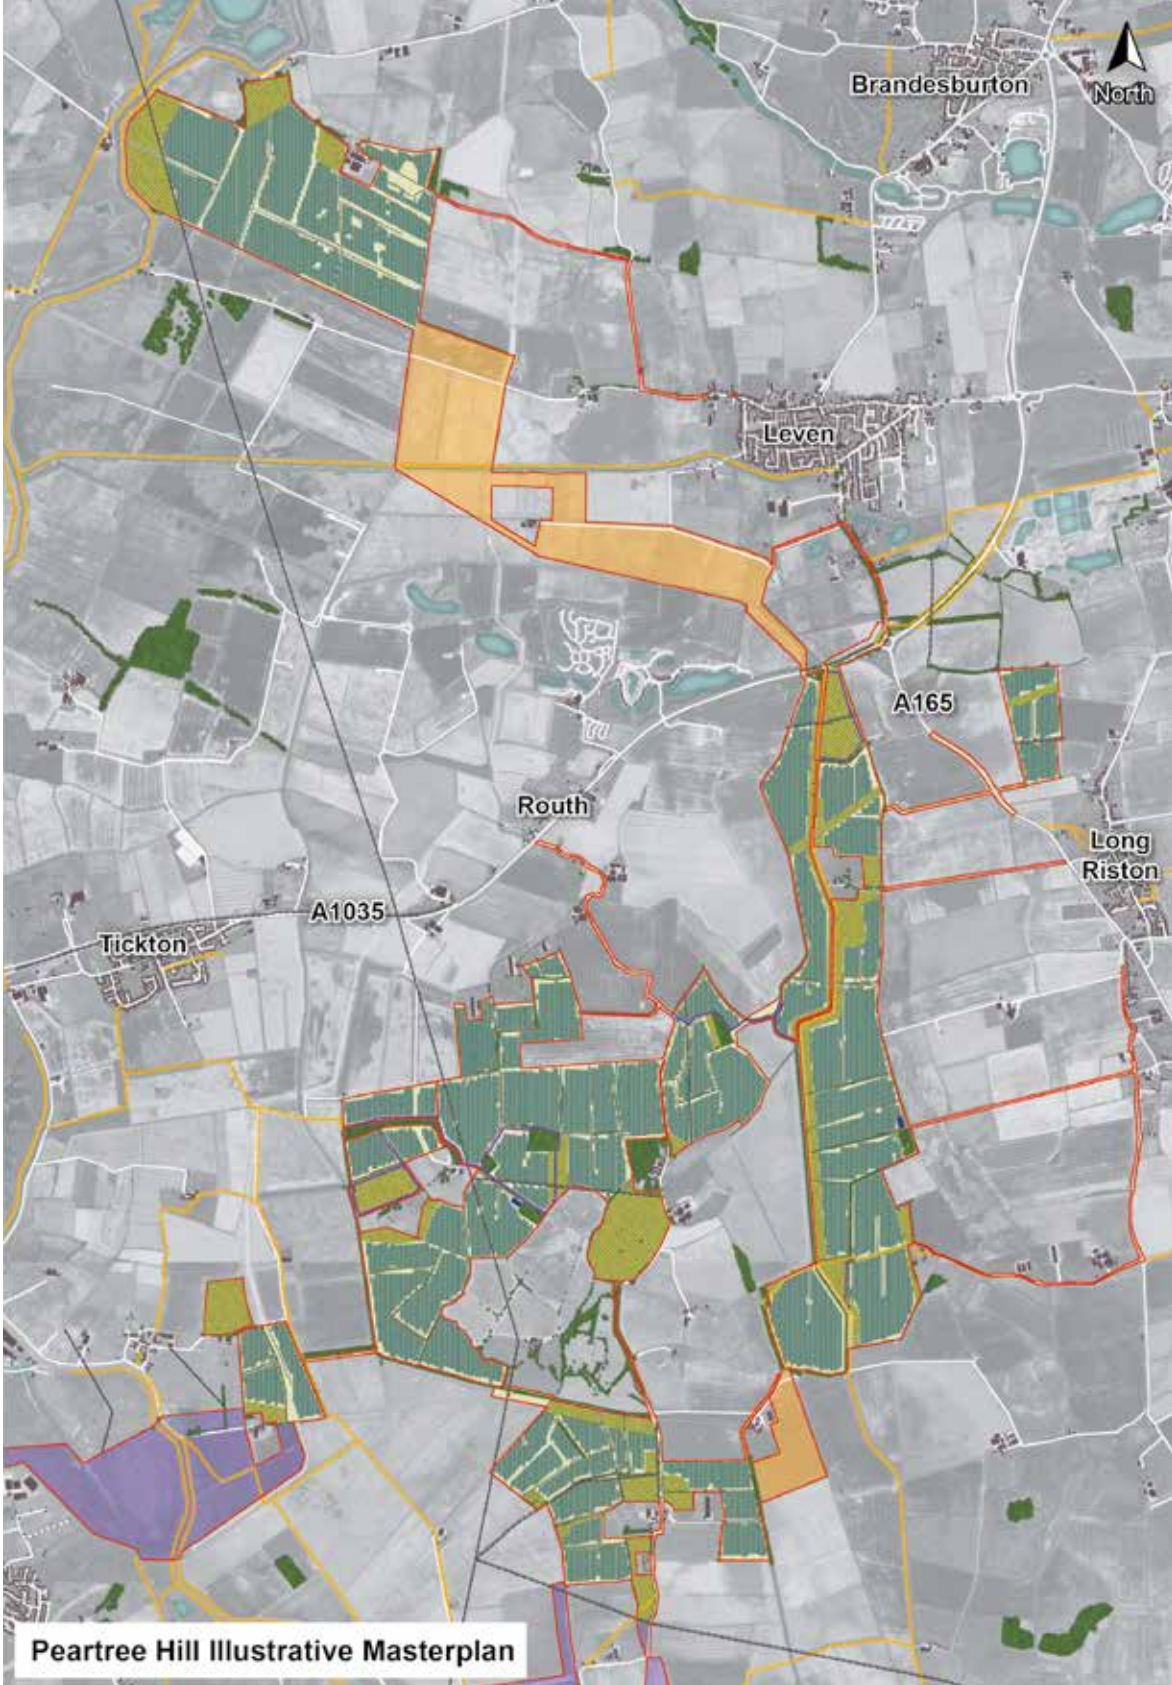 Brandesburton
North
Leven
A165
Routh
Long
Riston
A1035
Tickton
Peartree Hill Illustrative Masterplan